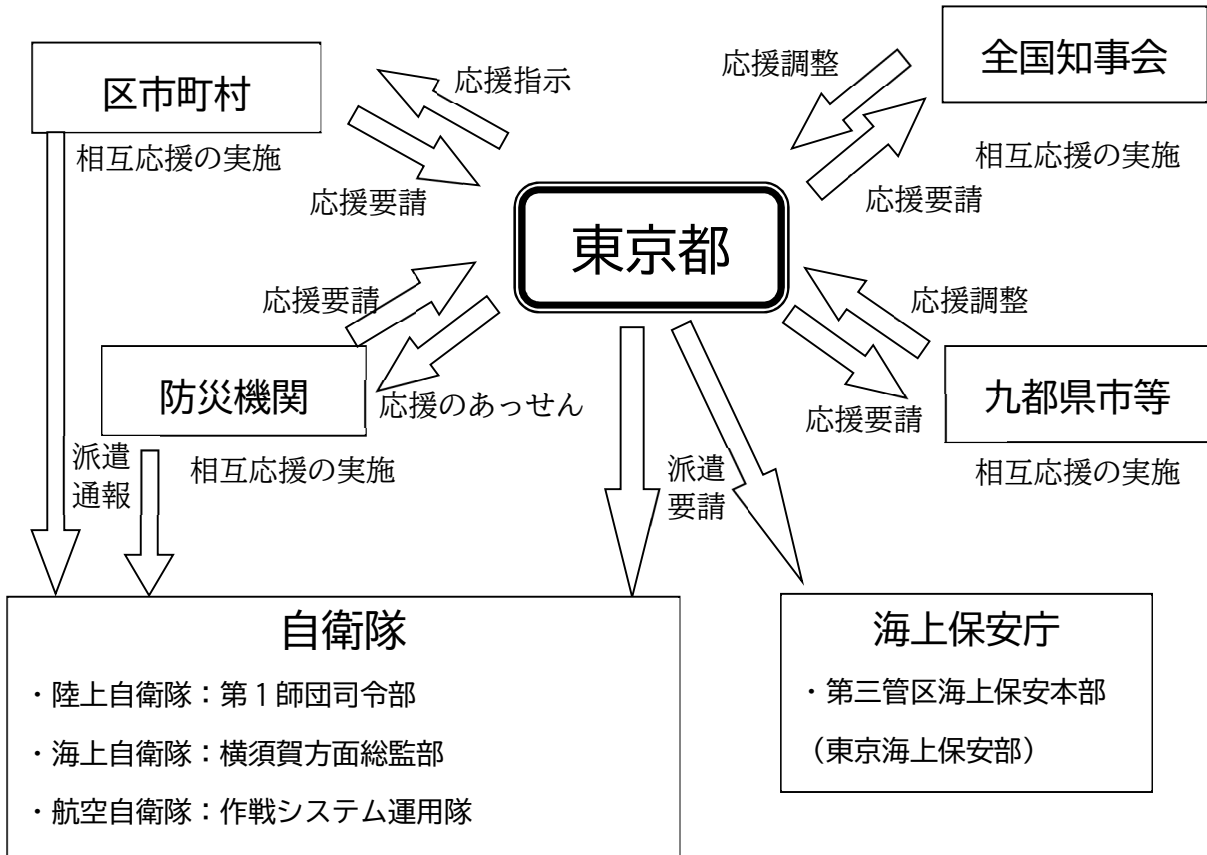 区市町村
応援指示
応援調整
全国知事会
相互応援の実施
応援要請
応援要請
相互応援の実施
東京都
応援要請
応援調整
防災機関
応援のあっせん
応援要請
九都県市等
派遣
通報
相互応援の実施
派遣
要請
相互応援の実施
自衛隊
・陸上自衛隊：第１師団司令部
・海上自衛隊：横須賀方面総監部
・航空自衛隊：作戦システム運用隊
海上保安庁
・第三管区海上保安本部
（東京海上保安部）